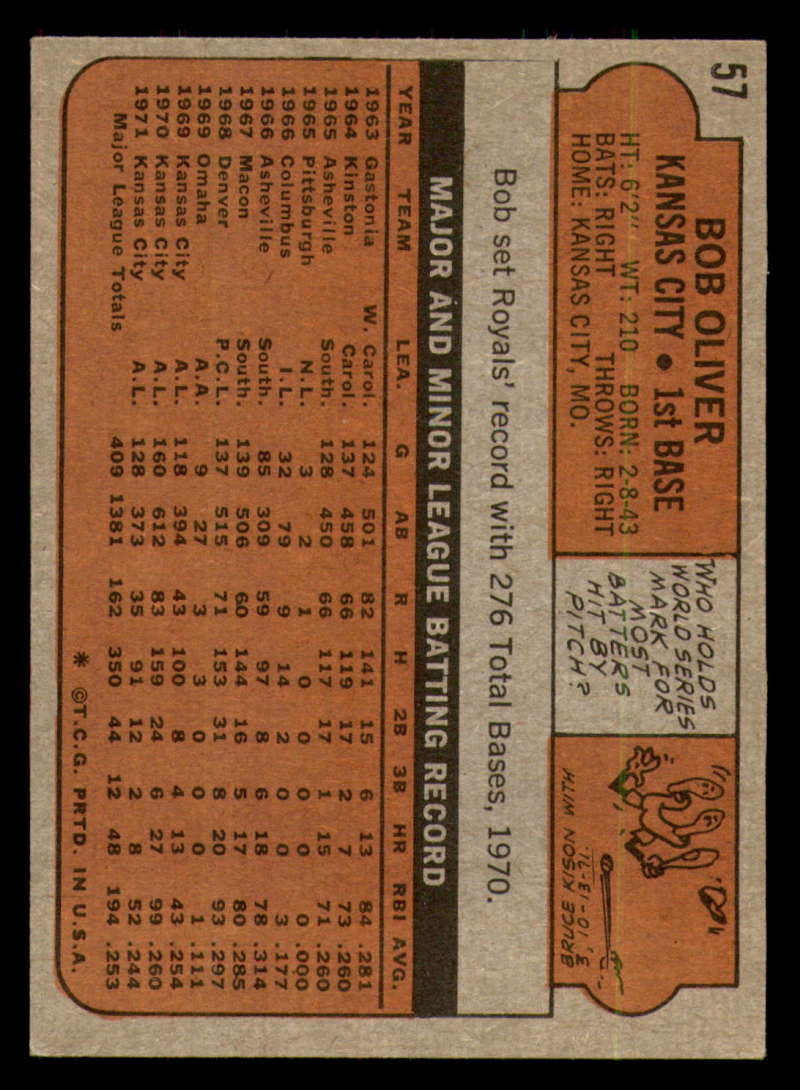 57
BOB OLIVER
KANSAS CITY • 1st BASE
HT: 6'2" WT: 210 BORN: 2-8-43
BATS: RIGHT THROWS: RIGHT
HOME: KANSAS CITY, MO.
WHO HOLDS
WORLD SERIES
MARK FOR
MOST
BATTERS
HIT BY
PITCH?
BRUCE KISON WITH
3, 10-13-71.
Bob set Royals' record with 276 Total Bases, 1970.
MAJOR AND MINOR LEAGUE BATTING RECORD
YEAR TEAM LEA. G AB R H 2B 3B HR RBI AVG.
1963 Gastonia W. Carol. 124 501 82 141 15 6 13 84 .281
1964 Kinston Carol. 137 458 66 119 17 2 7 73 .260
1965 Asheville South. 128 450 66 117 17 1 15 71 .260
1965 Pittsburgh N.L. 3 2 1 0 0 0 0 0 .000
1966 Columbus I.L. 32 79 9 14 2 0 0 3 .177
1966 Asheville South. 85 309 59 97 8 6 18 78 .314
1967 Macon South. 139 506 60 144 16 5 17 80 .285
1968 Denver P.C.L. 137 515 71 153 31 8 20 93 .297
1969 Omaha A.A. 9 27 3 3 0 0 0 1 .111
1969 Kansas City A.L. 118 394 43 100 8 4 13 43 .254
1970 Kansas City A.L. 160 612 83 159 24 6 27 99 .260
1971 Kansas City A.L. 128 373 35 91 12 2 8 52 .244
Major League Totals 409 1381 162 350 44 12 48 194 .253
* ©T.C.G. PRTD. IN U.S.A.